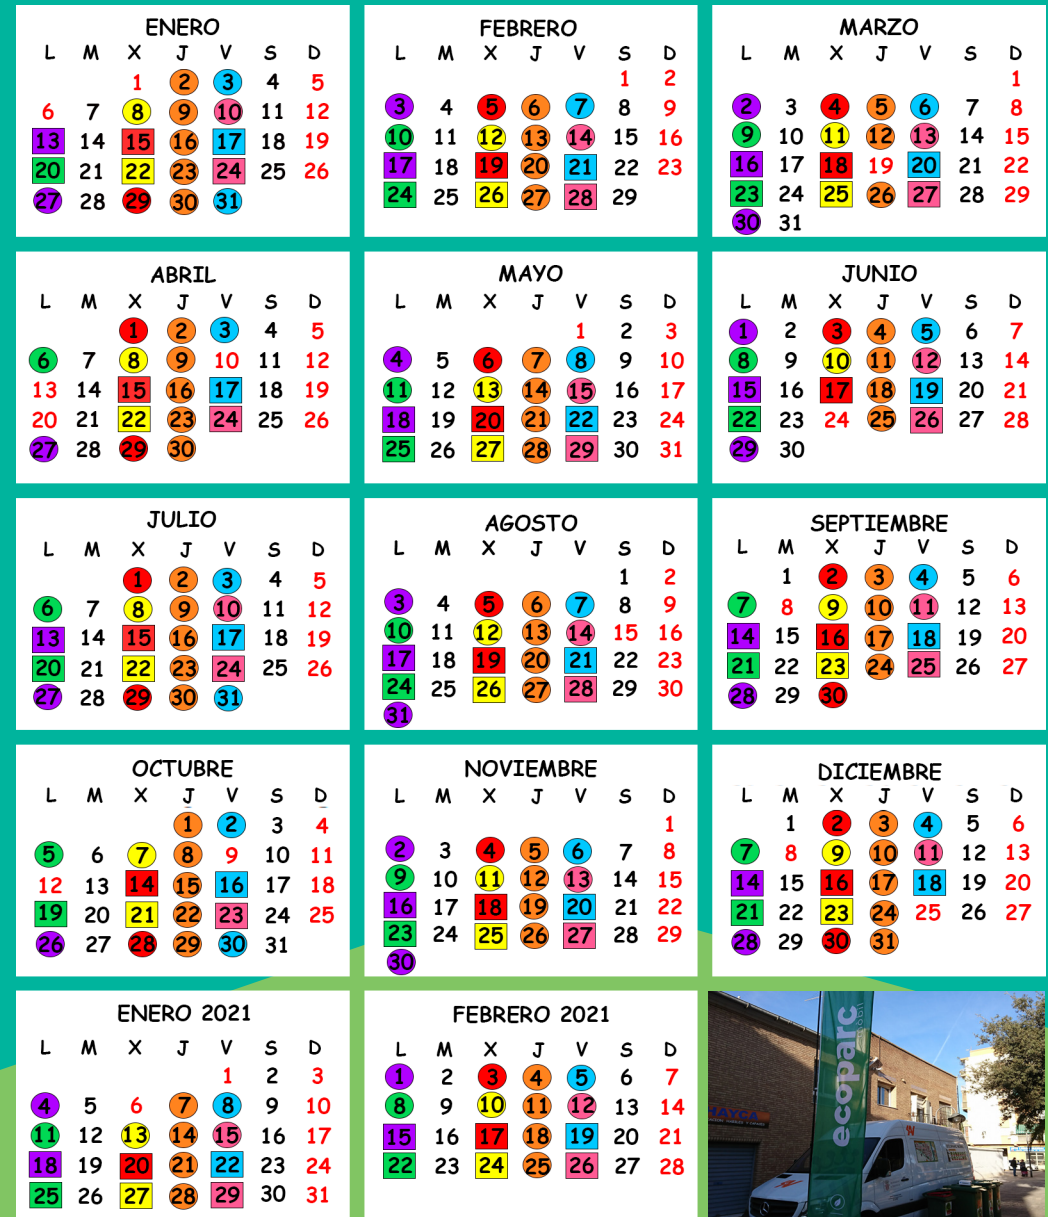 ENERO
L M X J V S D
1 2 3 4 5
6 7 8 9 10 11 12
13 14 15 16 17 18 19
20 21 22 23 24 25 26
27 28 29 30 31
FEBRERO
L M X J V S D
1 2
3 4 5 6 7 8 9
10 11 12 13 14 15 16
17 18 19 20 21 22 23
24 25 26 27 28 29
MARZO
L M X J V S D
1
2 3 4 5 6 7 8
9 10 11 12 13 14 15
16 17 18 19 20 21 22
23 24 25 26 27 28 29
30 31
ABRIL
L M X J V S D
1 2 3 4 5
6 7 8 9 10 11 12
13 14 15 16 17 18 19
20 21 22 23 24 25 26
27 28 29 30
MAYO
L M X J V S D
1 2 3
4 5 6 7 8 9 10
11 12 13 14 15 16 17
18 19 20 21 22 23 24
25 26 27 28 29 30 31
JUNIO
L M X J V S D
1 2 3 4 5 6 7
8 9 10 11 12 13 14
15 16 17 18 19 20 21
22 23 24 25 26 27 28
29 30
JULIO
L M X J V S D
1 2 3 4 5
6 7 8 9 10 11 12
13 14 15 16 17 18 19
20 21 22 23 24 25 26
27 28 29 30 31
AGOSTO
L M X J V S D
1 2
3 4 5 6 7 8 9
10 11 12 13 14 15 16
17 18 19 20 21 22 23
24 25 26 27 28 29 30
31
SEPTIEMBRE
L M X J V S D
1 2 3 4 5 6
7 8 9 10 11 12 13
14 15 16 17 18 19 20
21 22 23 24 25 26 27
28 29 30
OCTUBRE
L M X J V S D
1 2 3 4
5 6 7 8 9 10 11
12 13 14 15 16 17 18
19 20 21 22 23 24 25
26 27 28 29 30 31
NOVIEMBRE
L M X J V S D
1
2 3 4 5 6 7 8
9 10 11 12 13 14 15
16 17 18 19 20 21 22
23 24 25 26 27 28 29
30
DICIEMBRE
L M X J V S D
1 2 3 4 5 6
7 8 9 10 11 12 13
14 15 16 17 18 19 20
21 22 23 24 25 26 27
28 29 30 31
ENERO 2021
L M X J V S D
1 2 3
4 5 6 7 8 9 10
11 12 13 14 15 16 17
18 19 20 21 22 23 24
25 26 27 28 29 30 31
FEBRERO 2021
L M X J V S D
1 2 3 4 5 6 7
8 9 10 11 12 13 14
15 16 17 18 19 20 21
22 23 24 25 26 27 28
ecoparc